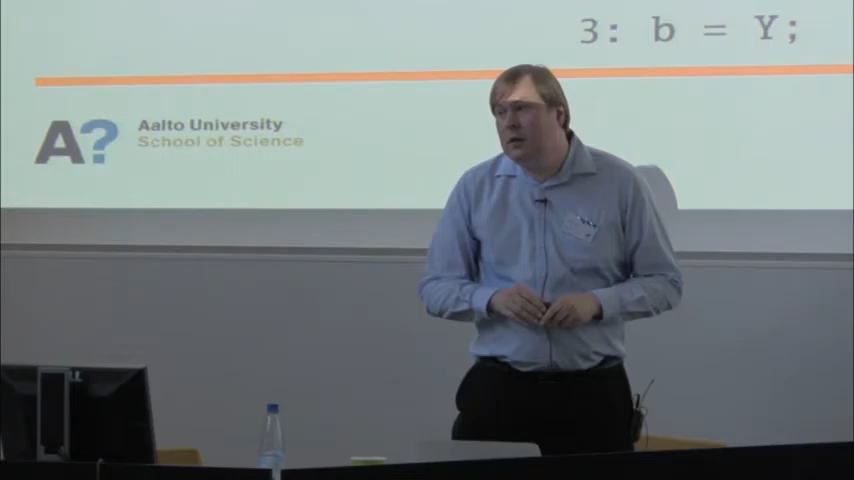 3: b = Y;
A?
Aalto University
School of Science